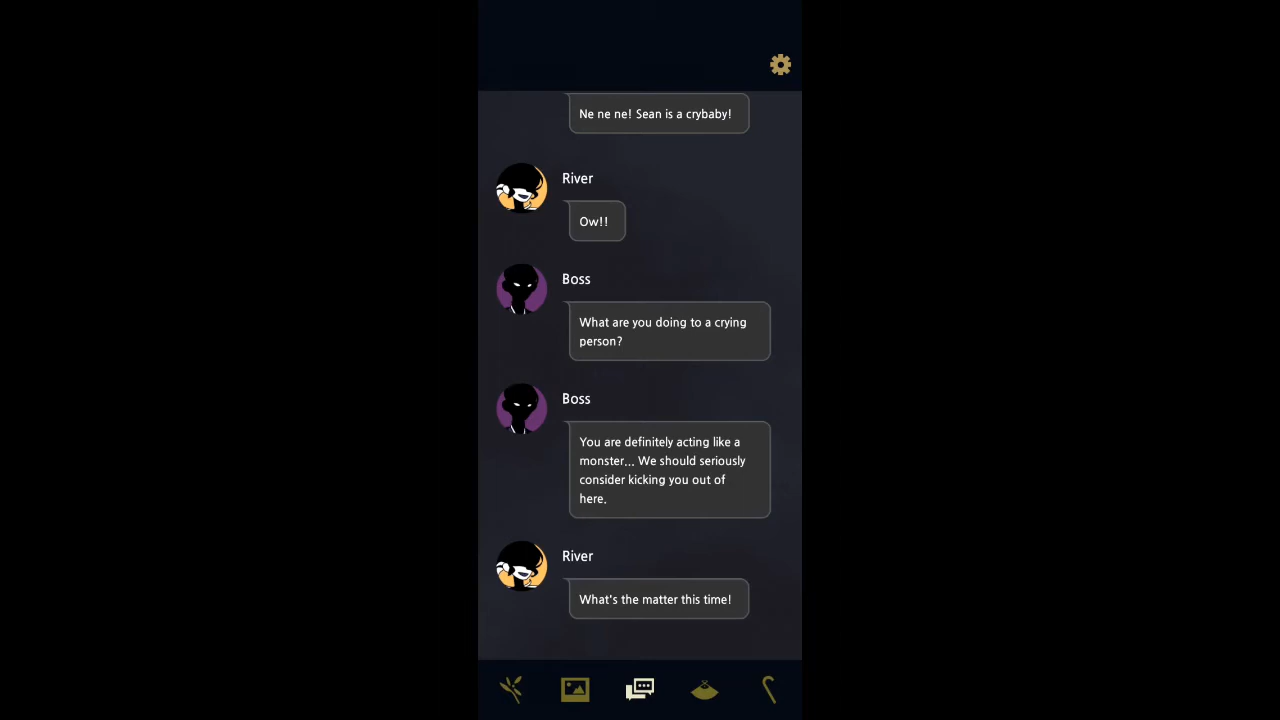 Ne ne ne! Sean is a crybaby!
River
Ow!!
Boss
What are you doing to a crying
person?
Boss
You are definitely acting like a
monster... We should seriously
consider kicking you out of
here.
River
What's the matter this time!